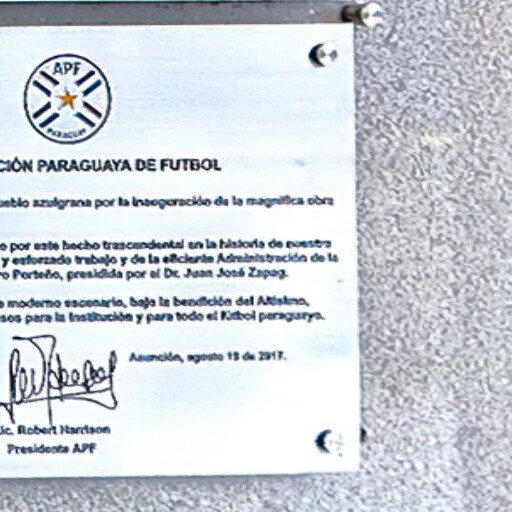 APF
PARAGUAY
CIÓN PARAGUAYA DE FUTBOL
ueblo azulgrana por la inauguración de la magnífica obra
o por este hecho trascendental en la historia de nuestro
y esforzado trabajo y de la eficiente Administración de la
ro Porteño, presidida por el Dr. Juan José Zapag.
moderno escenario, bajo la bendición del Altísimo,
sos para la Institución y para todo el fútbol paraguayo.
Asunción, agosto de 2017.
ic. Robert Harrison
Presidente APF